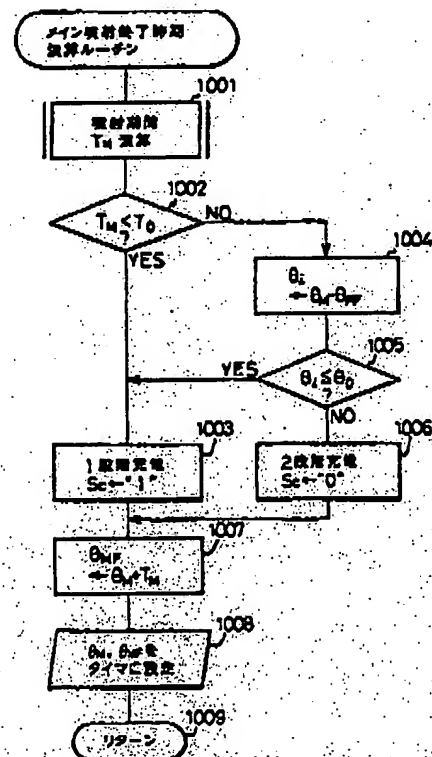 メイン噴射終了時期
演算ルーチン
1001
噴射期間
TM 演算
1002
TM≦T0
?
NO
YES
1004
θi
←θM-θPF
1005
YES
θi≦θ0
?
NO
1003
1段階充電
Sc←"1"
1006
2段階充電
Sc←"0"
1007
θMF
←θM+TM
1008
θM, θMFを
タイマに設定
1009
リターン